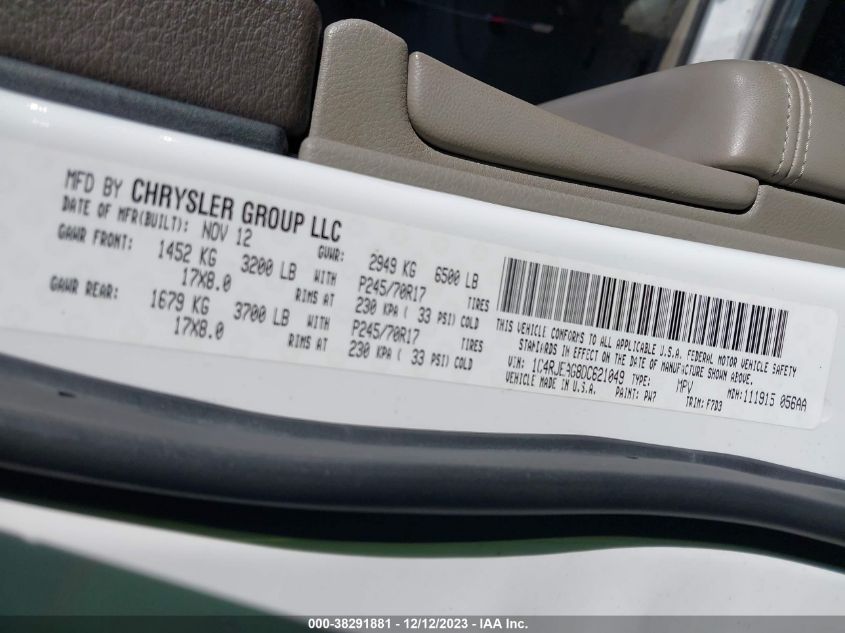 MFD BY CHRYSLER GROUP LLC
DATE OF MFR(BUILT): NOV 12 GVWR: 2949 KG 6500 LB
GAWR FRONT: 1452 KG 3200 LB WITH P245/70R17 TIRES
17X8.0 RIMS AT 230 KPA ( 33 PSI) COLD
GAWR REAR: 1679 KG 3700 LB WITH P245/70R17 TIRES
17X8.0 RIMS AT 230 KPA ( 33 PSI) COLD
THIS VEHICLE CONFORMS TO ALL APPLICABLE U.S.A. FEDERAL MOTOR VEHICLE SAFETY
STANDARDS IN EFFECT ON THE DATE OF MANUFACTURE SHOWN ABOVE.
VIN: 1C4RJEAG8DC621049 TYPE: MPV MDH:111915 056AA
VEHICLE MADE IN U.S.A. PAINT: PW7 TRIM: F7D3
000-38291881 - 12/12/2023 - IAA Inc.